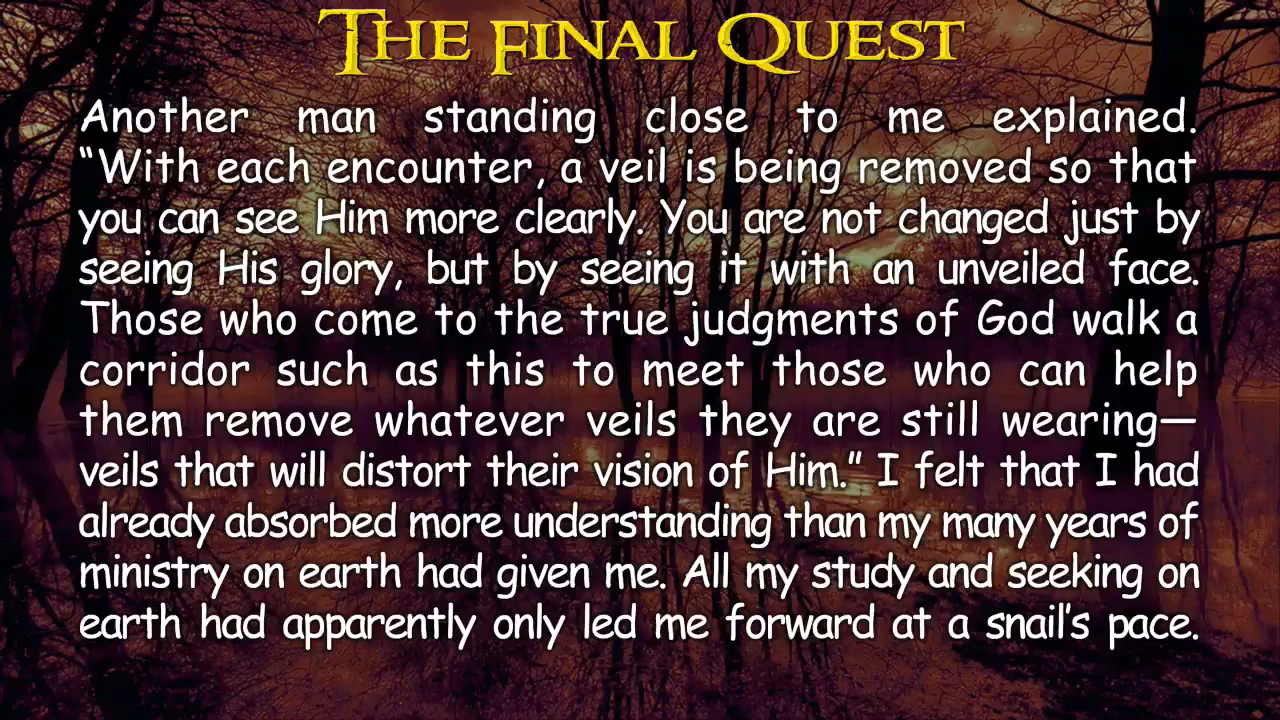 THE FINAL QUEST
Another man standing close to me explained.
“With each encounter, a veil is being removed so that
you can see Him more clearly. You are not changed just by
seeing His glory, but by seeing it with an unveiled face.
Those who come to the true judgments of God walk a
corridor such as this to meet those who can help
them remove whatever veils they are still wearing—
veils that will distort their vision of Him.” I felt that I had
already absorbed more understanding than my many years of
ministry on earth had given me. All my study and seeking on
earth had apparently only led me forward at a snail’s pace.